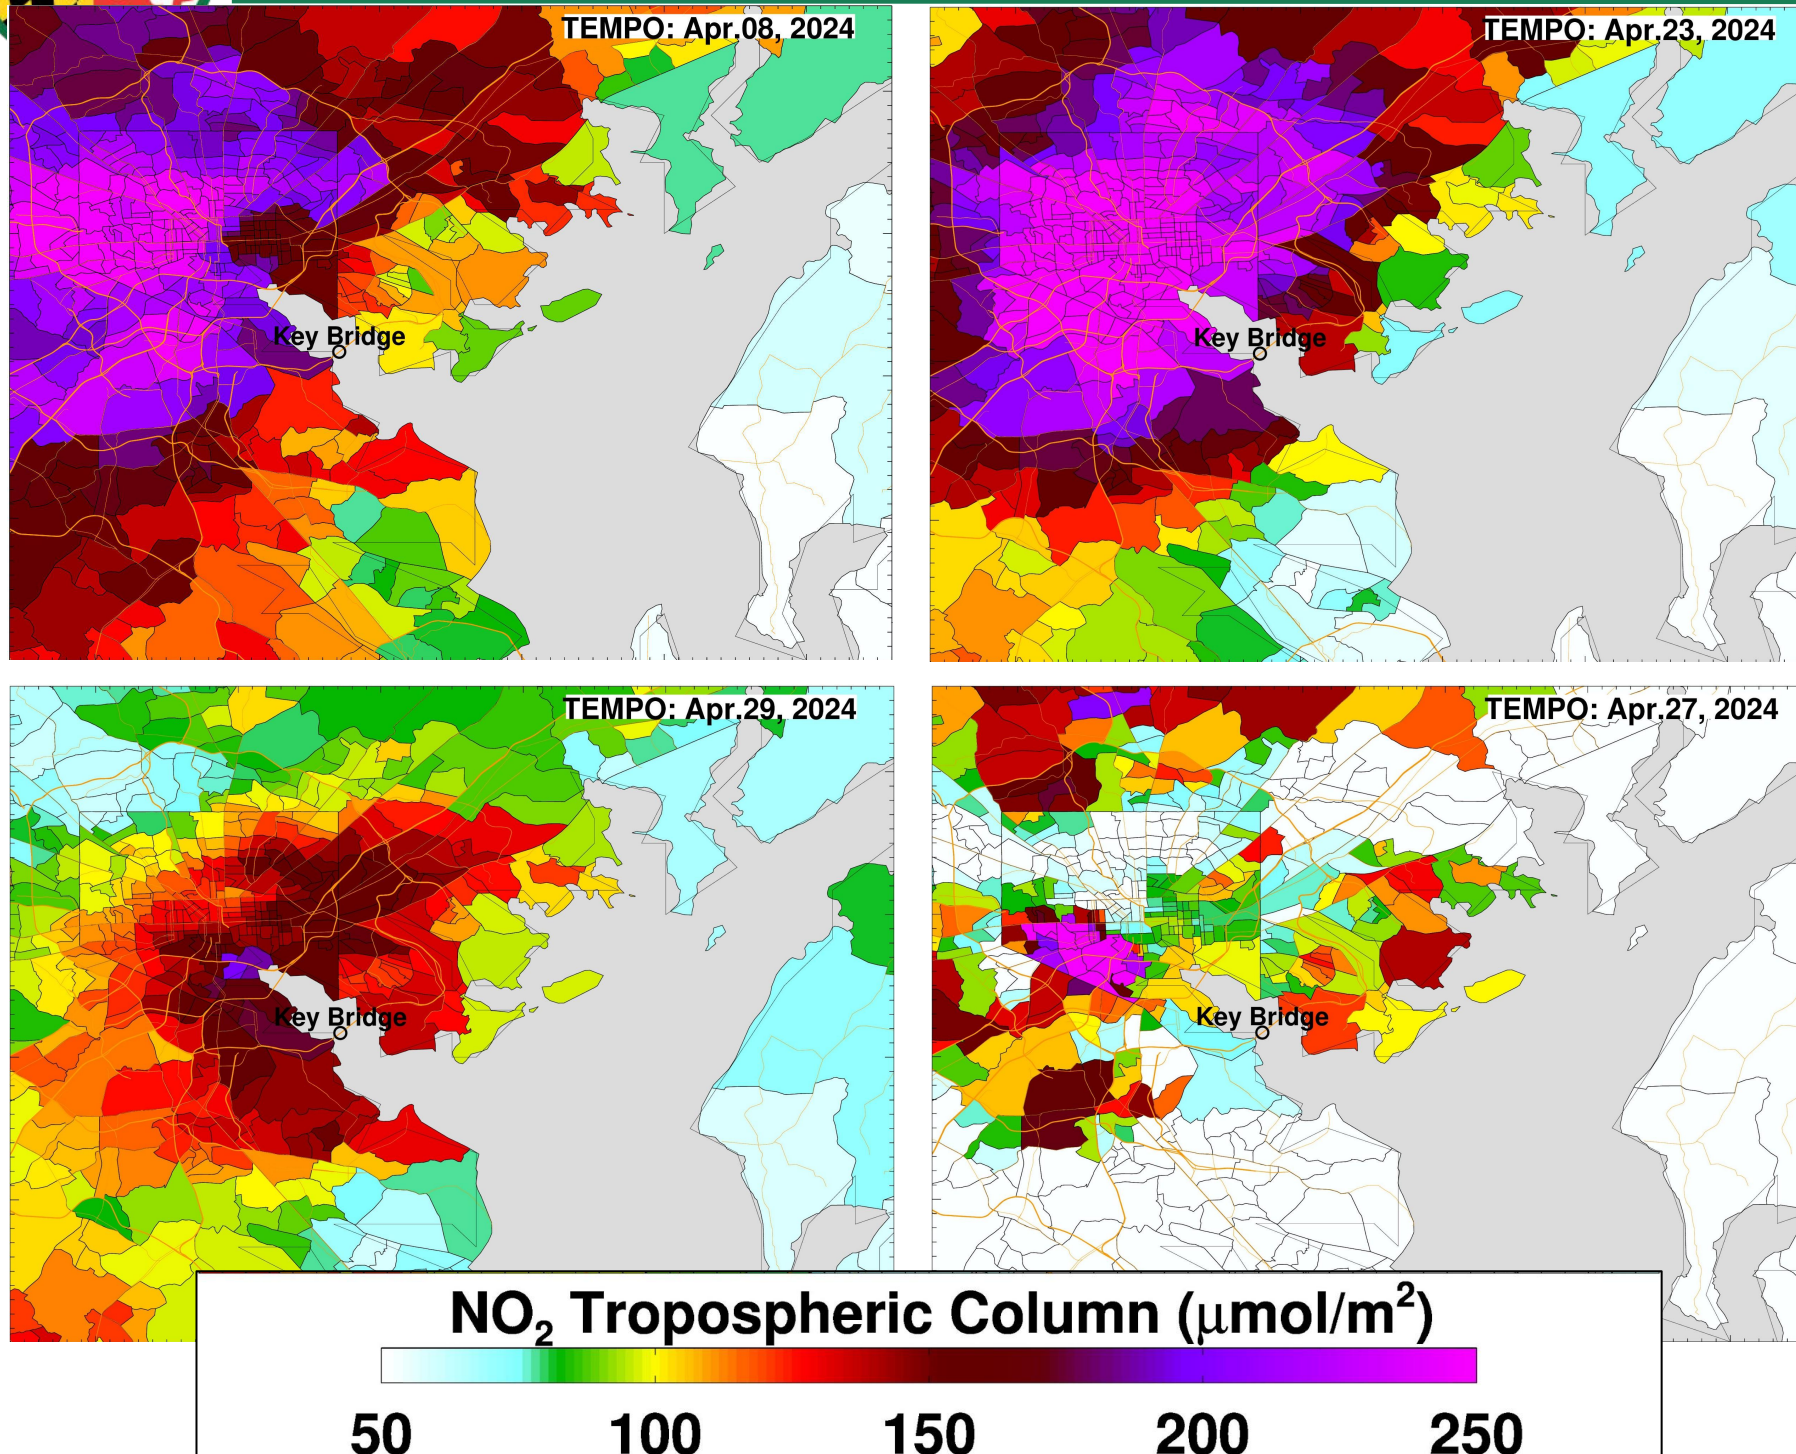 TEMPO: Apr.08, 2024
TEMPO: Apr.23, 2024
Key Bridge
Key Bridge
TEMPO: Apr.29, 2024
TEMPO: Apr.27, 2024
Key Bridge
Key Bridge
NO₂ Tropospheric Column (μmol/m²)
50 100 150 200 250